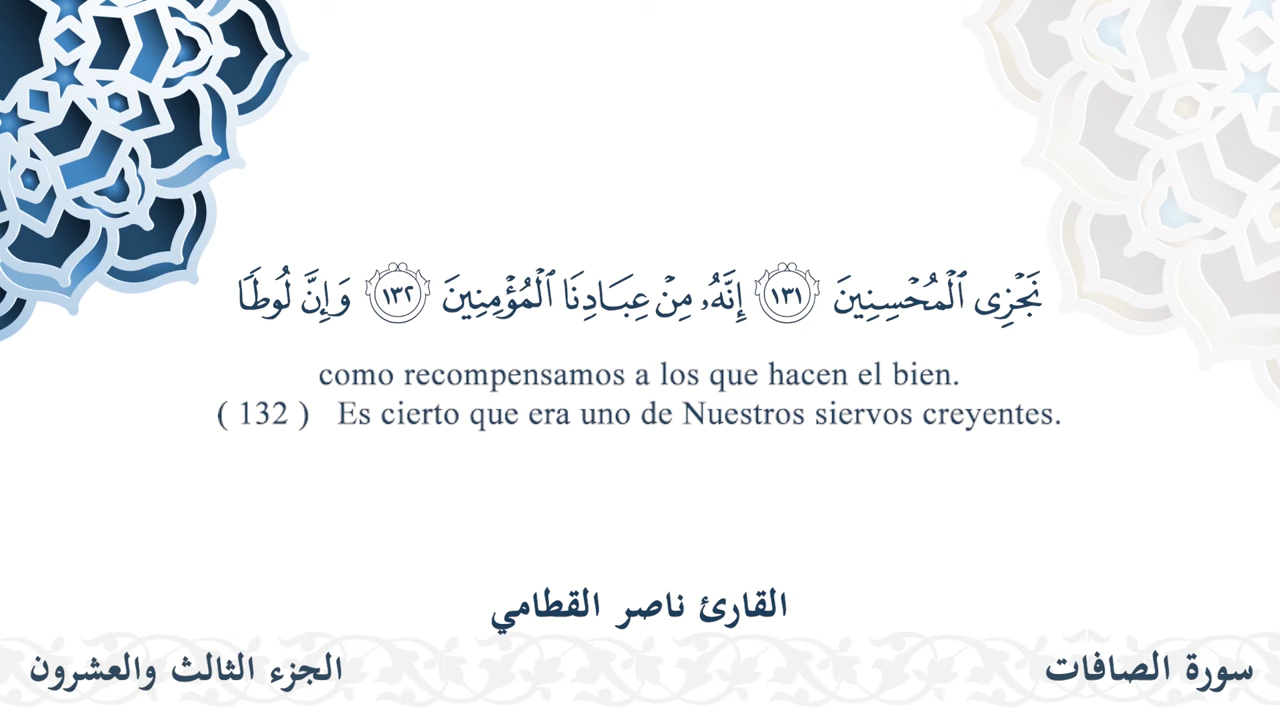 نَجۡزِى ٱلۡمُحۡسِنِينَ ١٣١ إِنَّهُۥ مِنۡ عِبَادِنَا ٱلۡمُؤۡمِنِينَ ١٣٢ وَإِنَّ لُوطٗا
como recompensamos a los que hacen el bien.
( 132 ) Es cierto que era uno de Nuestros siervos creyentes.
القارئ ناصر القطامي
سورة الصافات
الجزء الثالث والعشرون